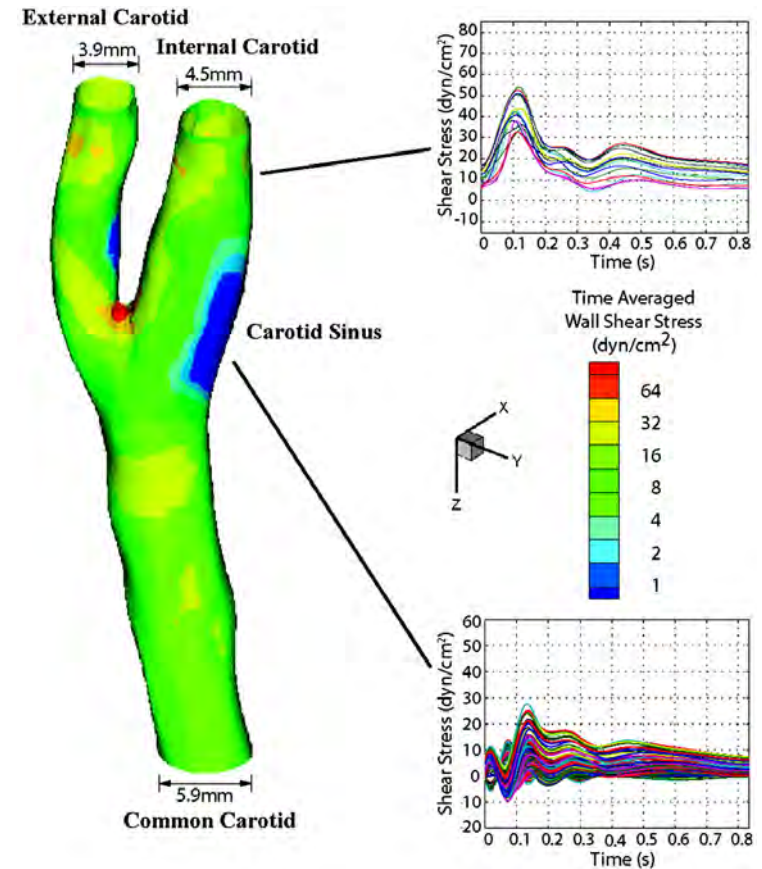 External Carotid
3.9mm
Internal Carotid
4.5mm
Carotid Sinus
5.9mm
Common Carotid
Shear Stress (dyn/cm²)
80
70
60
50
40
30
20
10
0
-10
0 0.1 0.2 0.3 0.4 0.5 0.6 0.7 0.8
Time (s)
Time Averaged
Wall Shear Stress
(dyn/cm²)
64
32
16
8
4
2
1
X
Y
Z
Shear Stress (dyn/cm²)
60
50
40
30
20
10
0
-10
20
0 0.1 0.2 0.3 0.4 0.5 0.6 0.7 0.8
Time (s)